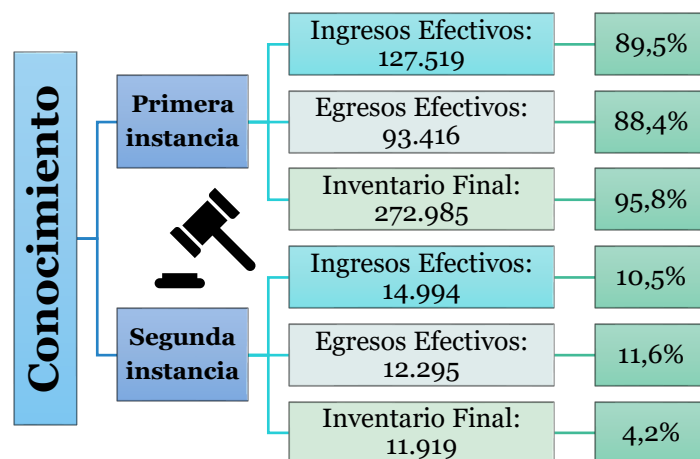 Conocimiento
Primera
instancia
Ingresos Efectivos:
127.519
89,5%
Egresos Efectivos:
93.416
88,4%
Inventario Final:
272.985
95,8%
Segunda
instancia
Ingresos Efectivos:
14.994
10,5%
Egresos Efectivos:
12.295
11,6%
Inventario Final:
11.919
4,2%